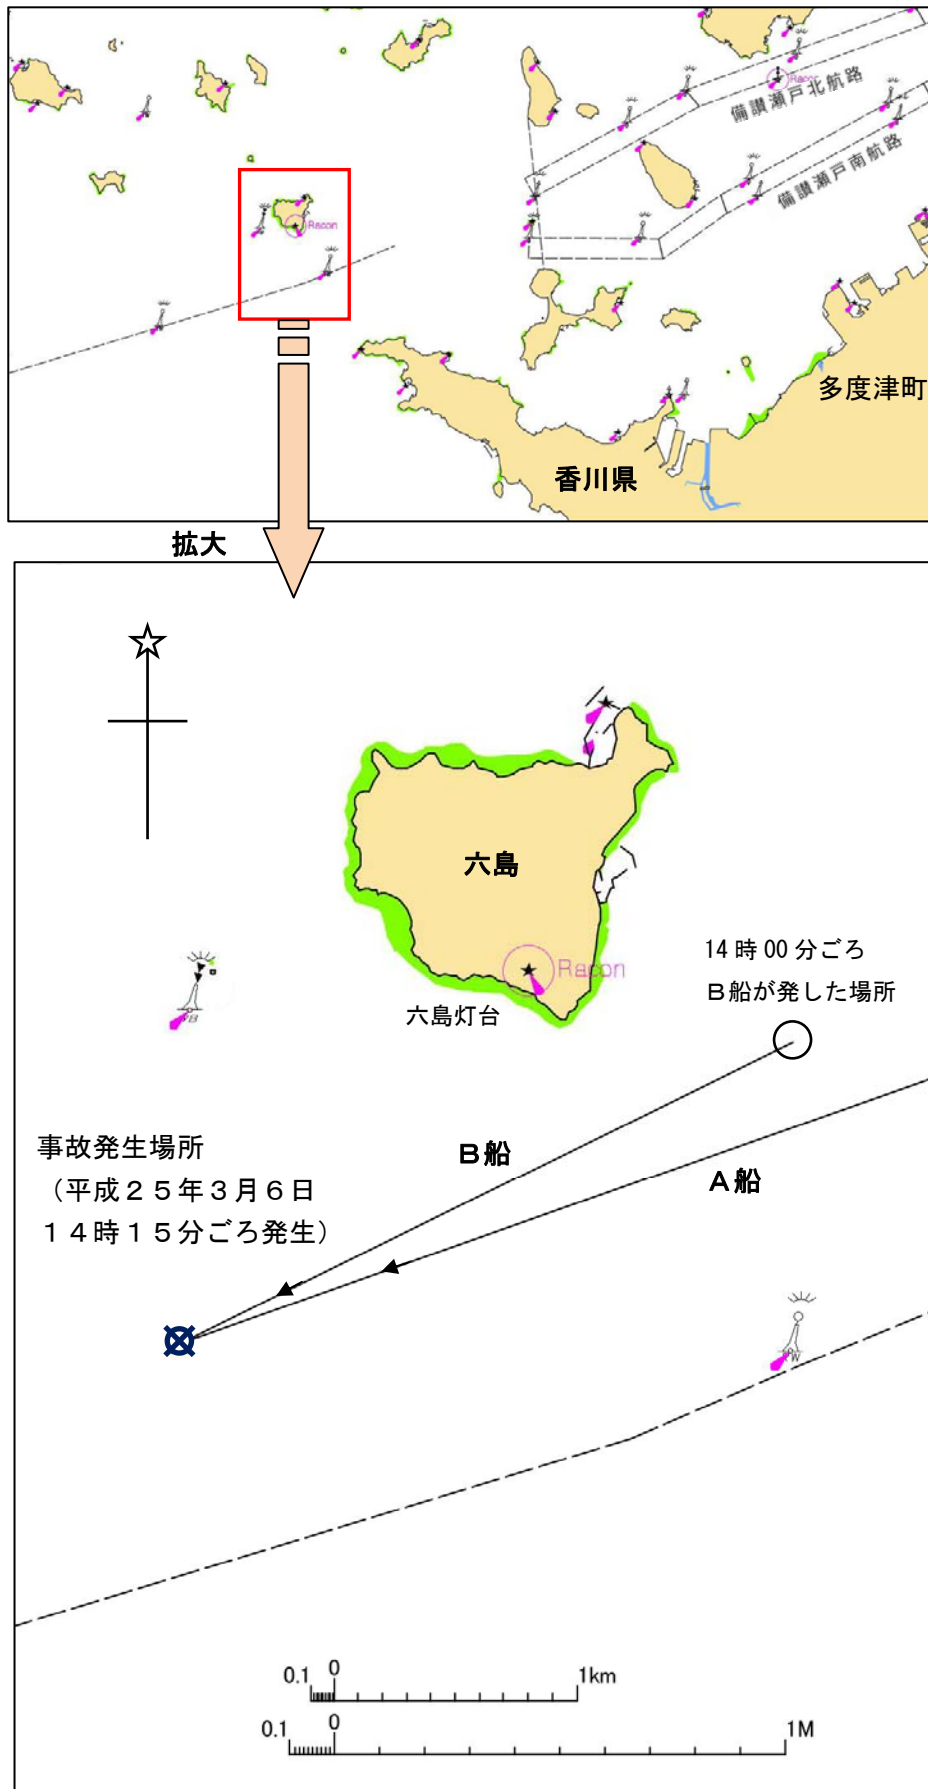 Racon
Racon
備讃瀬戸北航路
備讃瀬戸南航路
多度津町
香川県
拡大
六島
Racon
六島灯台
14時00分ごろ
B船が発した場所
B船
A船
事故発生場所
（平成２５年３月６日
１４時１５分ごろ発生）
0.1 0 1km
0.1 0 1M